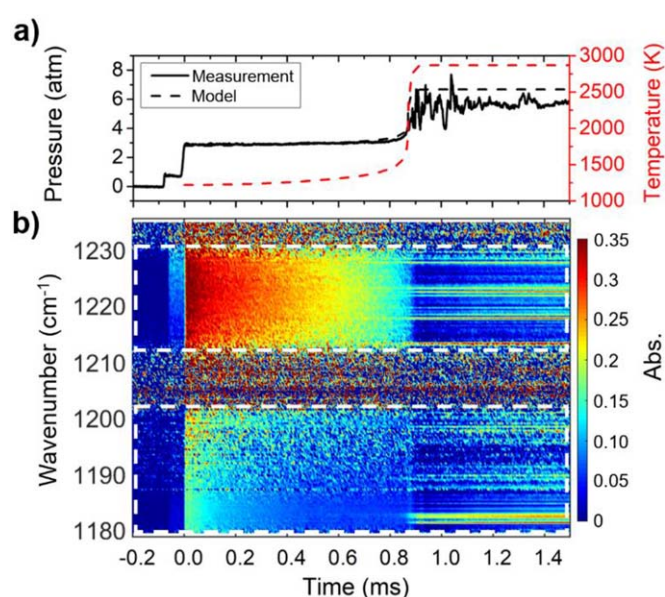 a)
Pressure (atm)
8
6
4
2
0
Measurement
Model
3000
2500
2000
1500
1000
Temperature (K)
b)
Wavenumber (cm⁻¹)
1230
1220
1210
1200
1190
1180
-0.2 0.0 0.2 0.4 0.6 0.8 1.0 1.2 1.4
Time (ms)
0.35
0.3
0.25
0.2
0.15
0.1
0.05
0
Abs.